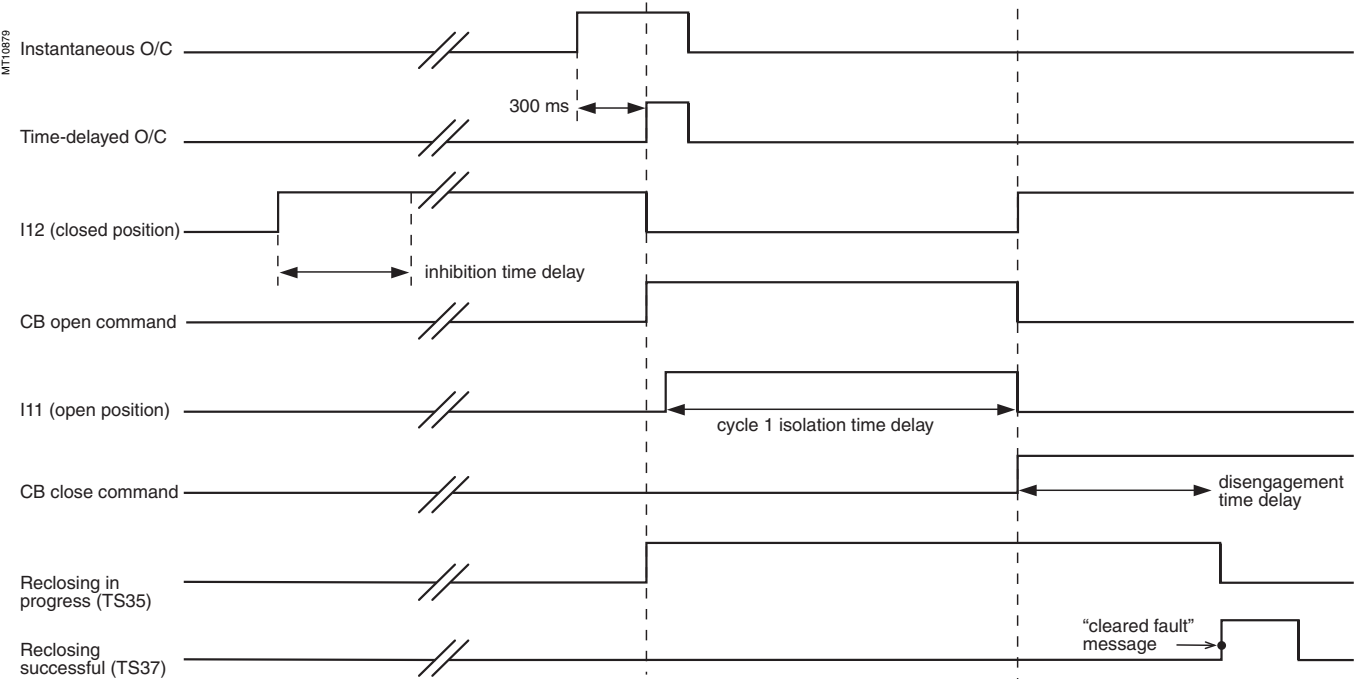 MT10879
Instantaneous O/C
300 ms
Time-delayed O/C
I12 (closed position)
inhibition time delay
CB open command
I11 (open position)
cycle 1 isolation time delay
CB close command
disengagement
time delay
Reclosing in
progress (TS35)
“cleared fault”
message
Reclosing
successful (TS37)